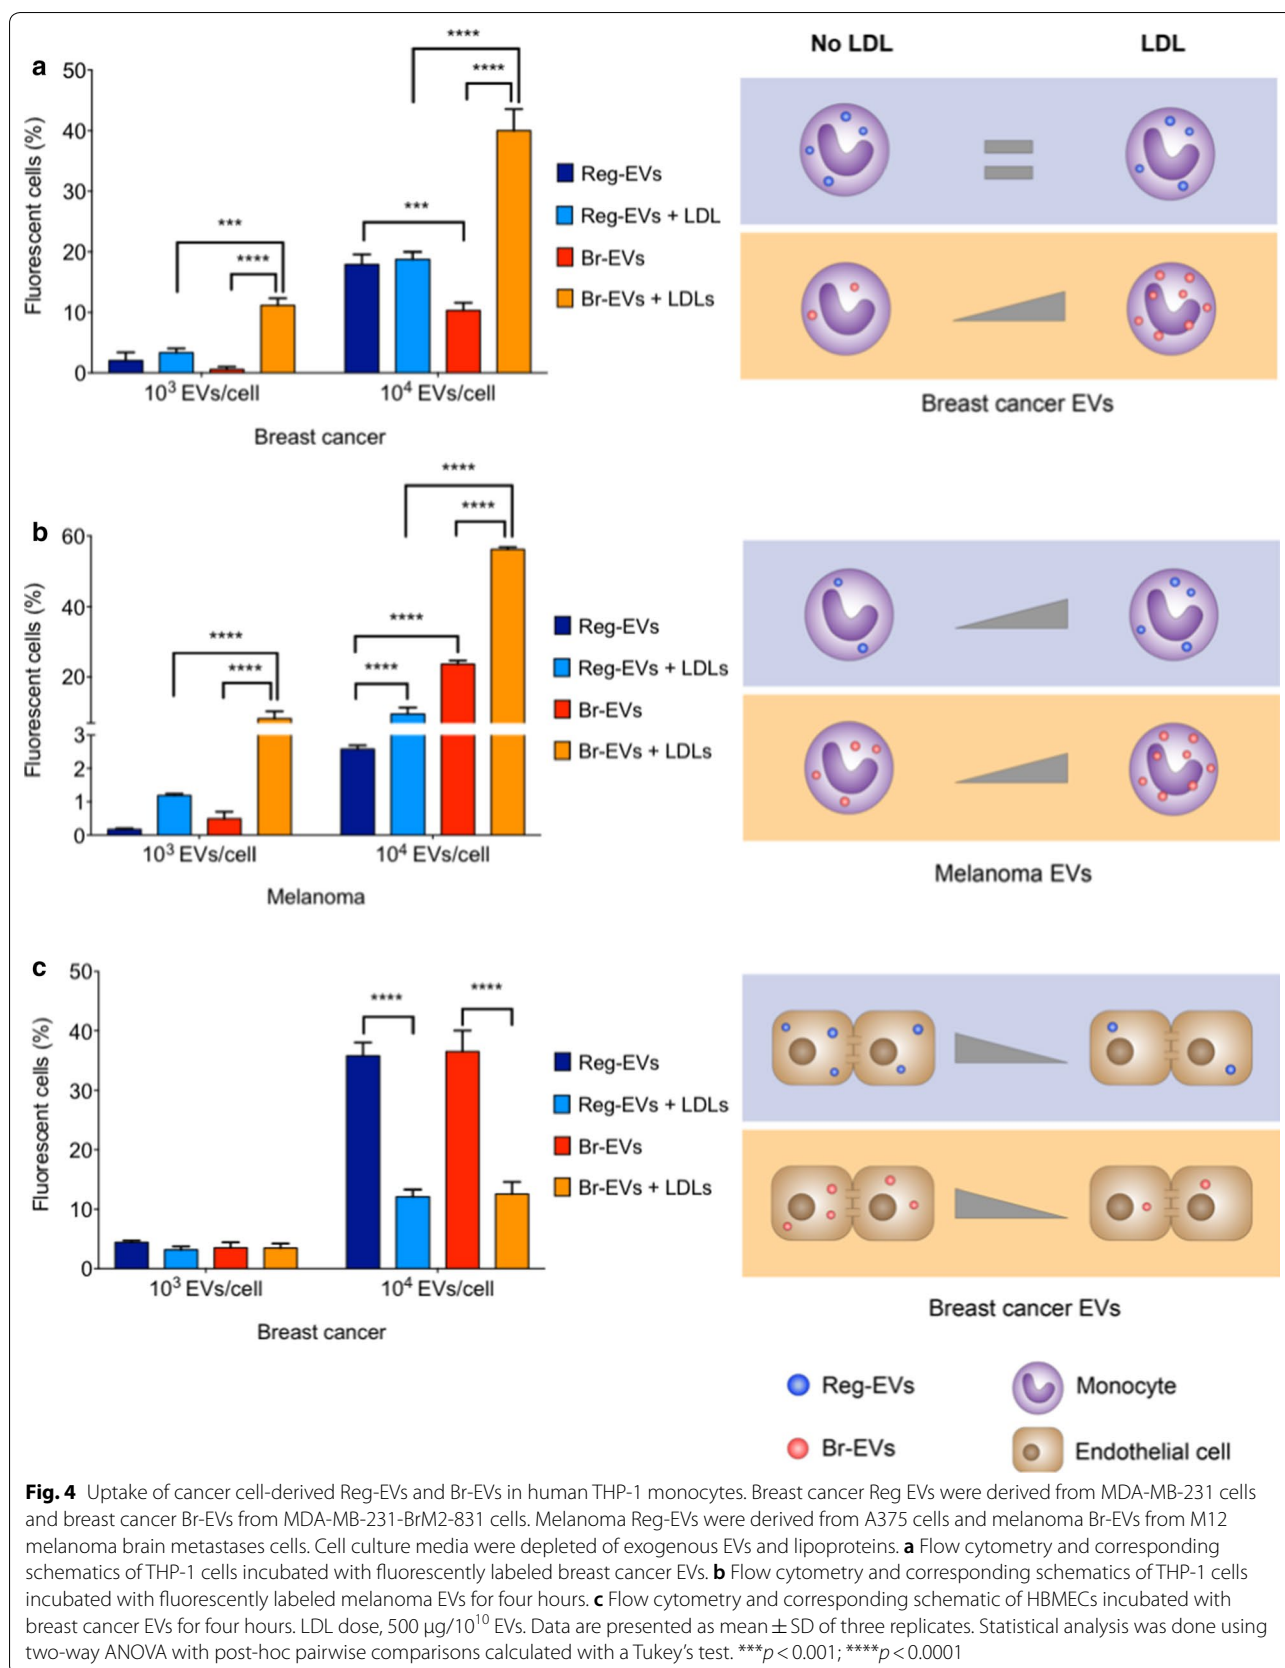 No LDL LDL
a
****
****
50
40
30
20
10
0
Fluorescent cells (%)
***
****
***
Reg-EVs
Reg-EVs + LDL
Br-EVs
Br-EVs + LDLs
10³ EVs/cell 10⁴ EVs/cell
Breast cancer
Breast cancer EVs
b
****
****
60
40
20
3
2
1
0
Fluorescent cells (%)
****
****
****
****
Reg-EVs
Reg-EVs + LDLs
Br-EVs
Br-EVs + LDLs
10³ EVs/cell 10⁴ EVs/cell
Melanoma
Melanoma EVs
c
50
40
30
20
10
0
Fluorescent cells (%)
****
****
Reg-EVs
Reg-EVs + LDLs
Br-EVs
Br-EVs + LDLs
10³ EVs/cell 10⁴ EVs/cell
Breast cancer
Breast cancer EVs
Reg-EVs Monocyte
Br-EVs Endothelial cell
Fig. 4 Uptake of cancer cell-derived Reg-EVs and Br-EVs in human THP-1 monocytes. Breast cancer Reg EVs were derived from MDA-MB-231 cells
and breast cancer Br-EVs from MDA-MB-231-BrM2-831 cells. Melanoma Reg-EVs were derived from A375 cells and melanoma Br-EVs from M12
melanoma brain metastases cells. Cell culture media were depleted of exogenous EVs and lipoproteins. a Flow cytometry and corresponding
schematics of THP-1 cells incubated with fluorescently labeled breast cancer EVs. b Flow cytometry and corresponding schematics of THP-1 cells
incubated with fluorescently labeled melanoma EVs for four hours. c Flow cytometry and corresponding schematic of HBMECs incubated with
breast cancer EVs for four hours. LDL dose, 500 µg/10¹⁰ EVs. Data are presented as mean ± SD of three replicates. Statistical analysis was done using
two-way ANOVA with post-hoc pairwise comparisons calculated with a Tukey's test. ***p < 0.001; ****p < 0.0001